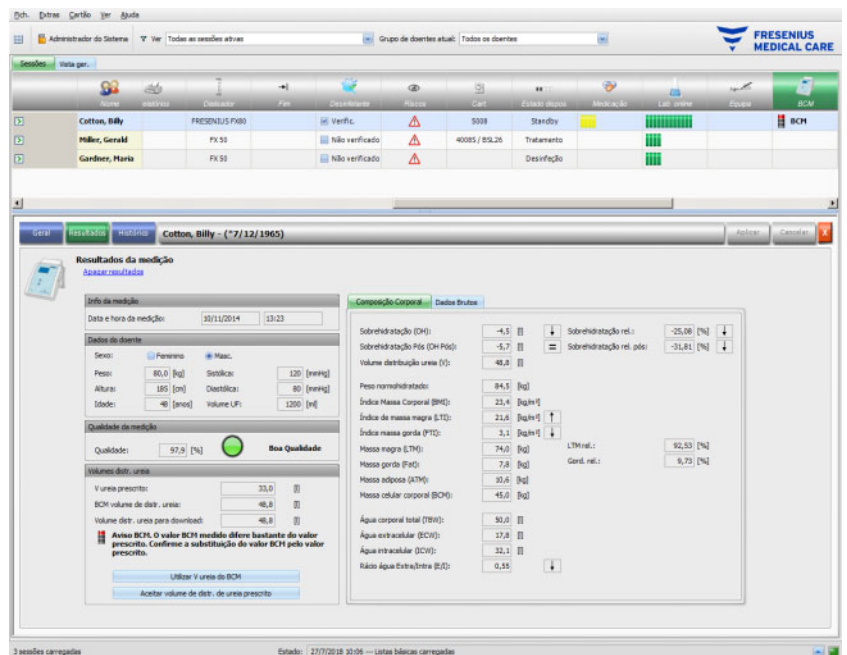 Fich. Extras Cartão Ver Ajuda
Administrador do Sistema Ver Todas as sessões ativas Grupo de doentes atual: Todos os doentes
FRESENIUS
MEDICAL CARE
Sessões Vista ger.
Nome Dialisador Fim Desinfetante Riscos Cart Estado dispos Medicação Lab online Equipa BCM
Cotton, Billy FRESENIUS FX80 Verific. 5008 Standby BCM
Miller, Gerald FX 50 Não verificado 4008S / BSL26 Tratamento
Gardner, Maria FX 50 Não verificado Desinfeção
Geral Resultados Histórico Cotton, Billy - (*7/12/1965) Aplicar Cancelar X
Resultados da medição
Apagar resultados
Info da medição
Data e hora da medição: 10/11/2014 13:23
Dados do doente
Sexo: Feminino Masc.
Peso: 80,0 [kg] Sistólica: 120 [mmHg]
Altura: 185 [cm] Diastólica: 80 [mmHg]
Idade: 48 [anos] Volume UF: 1200 [ml]
Qualidade da medição
Qualidade: 97,9 [%] Boa Qualidade
Volumes distr. ureia
V ureia prescrito: 33,0 [l]
BCM volume de distr. ureia: 48,8 [l]
Volume distr. ureia para download: 48,8 [l]
Aviso BCM. O valor BCM medido difere bastante do valor
prescrito. Confirme a substituição do valor BCM pelo valor
prescrito.
Utilizar V ureia do BCM
Aceitar volume de distr. de ureia prescrito
Composição Corporal Dados Brutos
Sobrehidratação (OH): -4,5 [l] Sobrehidratação rel.: -25,08 [%]
Sobrehidratação Pós (OH Pós): -5,7 [l] Sobrehidratação rel. pós: -31,81 [%]
Volume distribuição ureia (V): 48,8 [l]
Peso normohidratado: 84,5 [kg]
Índice Massa Corporal (BMI): 23,4 [kg/m²]
Índice de massa magra (LTI): 21,6 [kg/m²]
Índice massa gorda (FTI): 3,1 [kg/m²]
Massa magra (LTM): 74,0 [kg] LTM rel.: 92,53 [%]
Massa gorda (Fat): 7,8 [kg] Gord. rel.: 9,73 [%]
Massa adiposa (ATM): 10,6 [kg]
Massa celular corporal (BCM): 45,0 [kg]
Água corporal total (TBW): 50,0 [l]
Água extracelular (ECW): 17,8 [l]
Água intracelular (ICW): 32,1 [l]
Rácio água Extra/Intra (E/I): 0,55
3 sessões carregadas Estado: 27/7/2018 10:06 --- Listas básicas carregadas